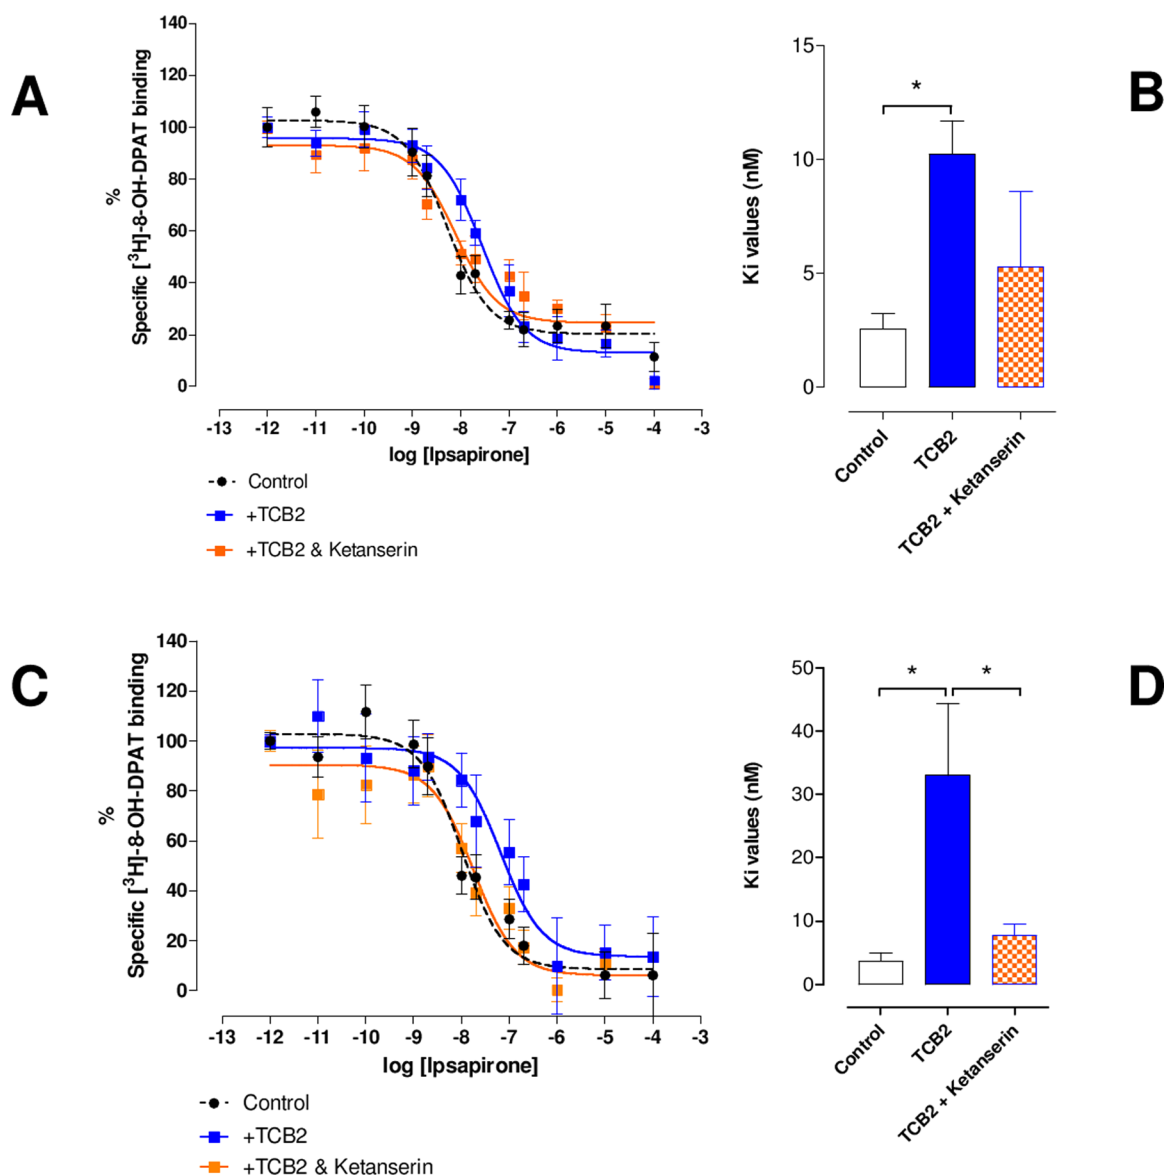 A
%
Specific [³H]-8-OH-DPAT binding
140
120
100
80
60
40
20
0
-13 -12 -11 -10 -9 -8 -7 -6 -5 -4 -3
log [Ipsapirone]
Control
+TCB2
+TCB2 & Ketanserin
B
Ki values (nM)
15
10
5
0
*
Control
TCB2
TCB2 + Ketanserin
C
%
Specific [³H]-8-OH-DPAT binding
140
120
100
80
60
40
20
0
-13 -12 -11 -10 -9 -8 -7 -6 -5 -4 -3
log [Ipsapirone]
Control
+TCB2
+TCB2 & Ketanserin
D
Ki values (nM)
50
40
30
20
10
0
* *
Control
TCB2
TCB2 + Ketanserin